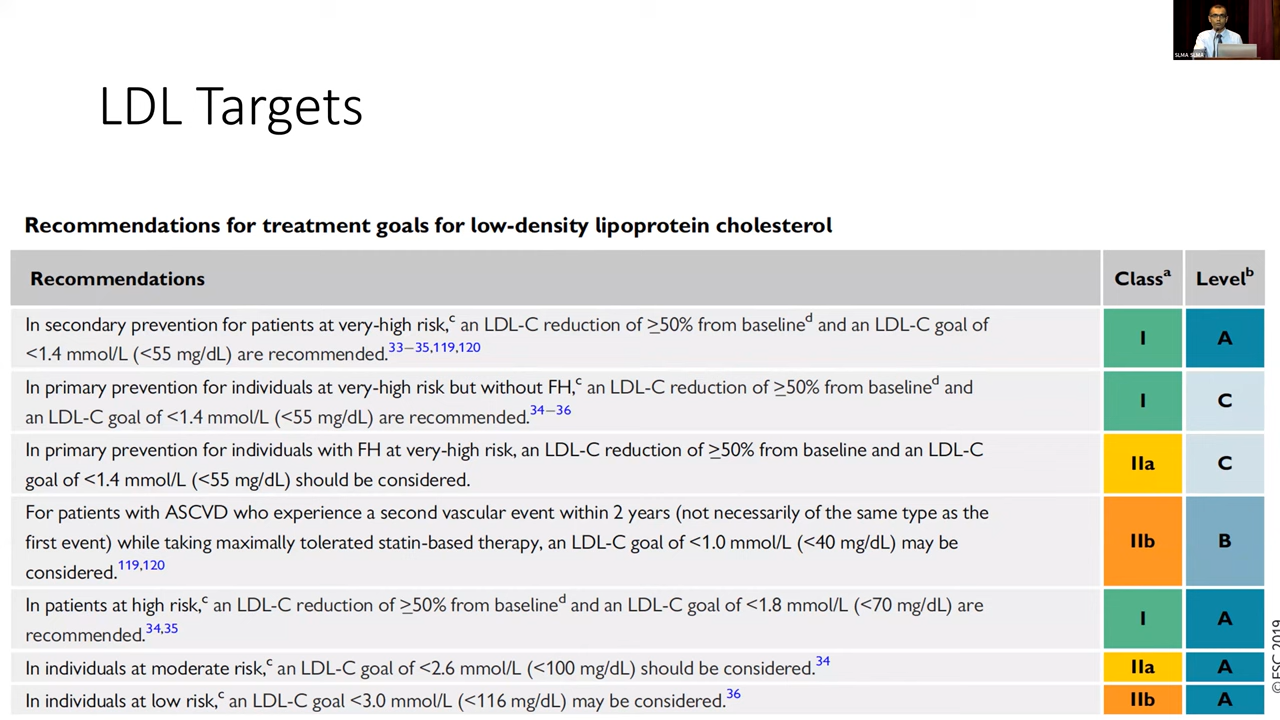 SLMA SLMA
LDL Targets
Recommendations for treatment goals for low-density lipoprotein cholesterol
Recommendations Classᵃ Levelᵇ
In secondary prevention for patients at very-high risk,ᶜ an LDL-C reduction of ≥50% from baselineᵈ and an LDL-C goal of
<1.4 mmol/L (<55 mg/dL) are recommended.³³⁻³⁵,¹¹⁹,¹²⁰
I A
In primary prevention for individuals at very-high risk but without FH,ᶜ an LDL-C reduction of ≥50% from baselineᵈ and
an LDL-C goal of <1.4 mmol/L (<55 mg/dL) are recommended.³⁴⁻³⁶
I C
In primary prevention for individuals with FH at very-high risk, an LDL-C reduction of ≥50% from baseline and an LDL-C
goal of <1.4 mmol/L (<55 mg/dL) should be considered.
IIa C
For patients with ASCVD who experience a second vascular event within 2 years (not necessarily of the same type as the
first event) while taking maximally tolerated statin-based therapy, an LDL-C goal of <1.0 mmol/L (<40 mg/dL) may be
considered.¹¹⁹,¹²⁰
IIb B
In patients at high risk,ᶜ an LDL-C reduction of ≥50% from baselineᵈ and an LDL-C goal of <1.8 mmol/L (<70 mg/dL) are
recommended.³⁴,³⁵
I A
In individuals at moderate risk,ᶜ an LDL-C goal of <2.6 mmol/L (<100 mg/dL) should be considered.³⁴ IIa A
In individuals at low risk,ᶜ an LDL-C goal <3.0 mmol/L (<116 mg/dL) may be considered.³⁶ IIb A
©ESC 2019